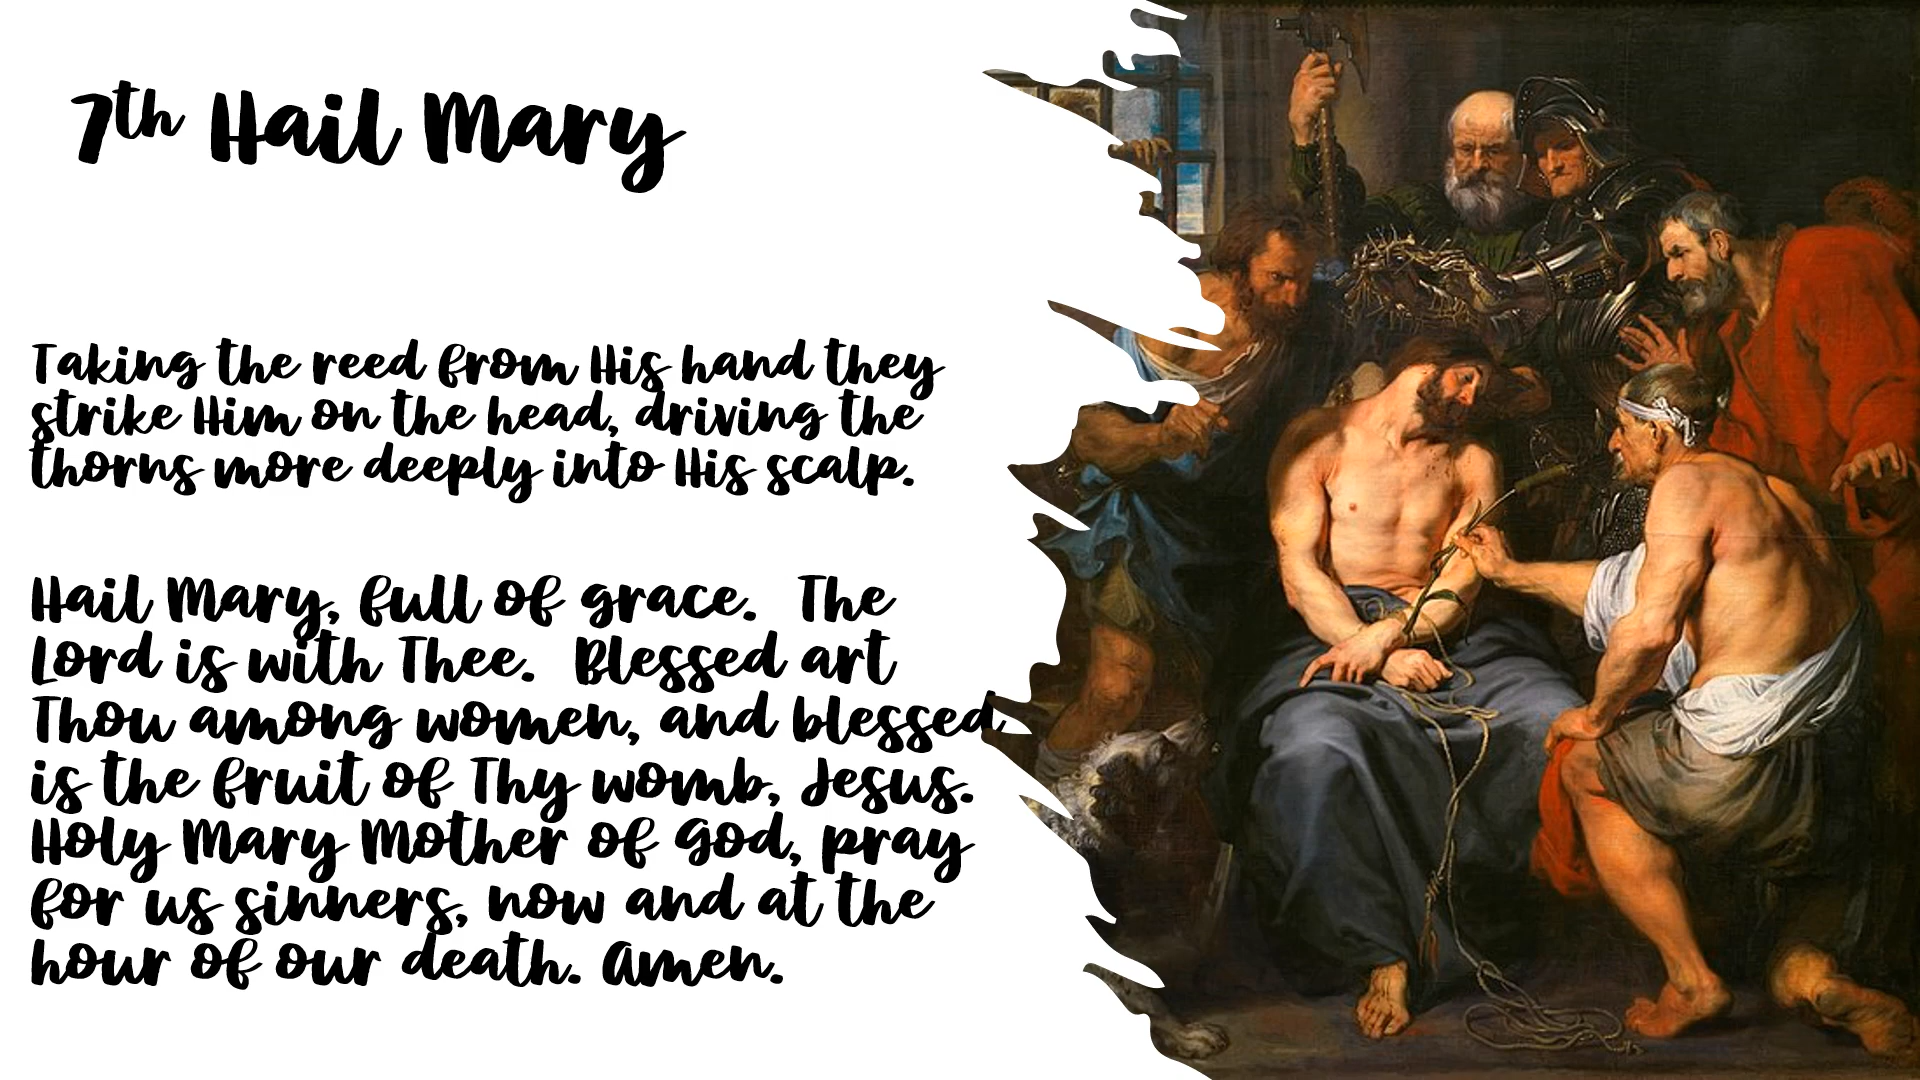 7th Hail Mary
Taking the reed from His hand they
strike Him on the head, driving the
thorns more deeply into His scalp.
Hail Mary, full of grace.  The
Lord is with Thee.  Blessed art
Thou among women, and blessed
is the fruit of Thy womb, Jesus.
Holy Mary Mother of God, pray
for us sinners, now and at the
hour of our death. Amen.